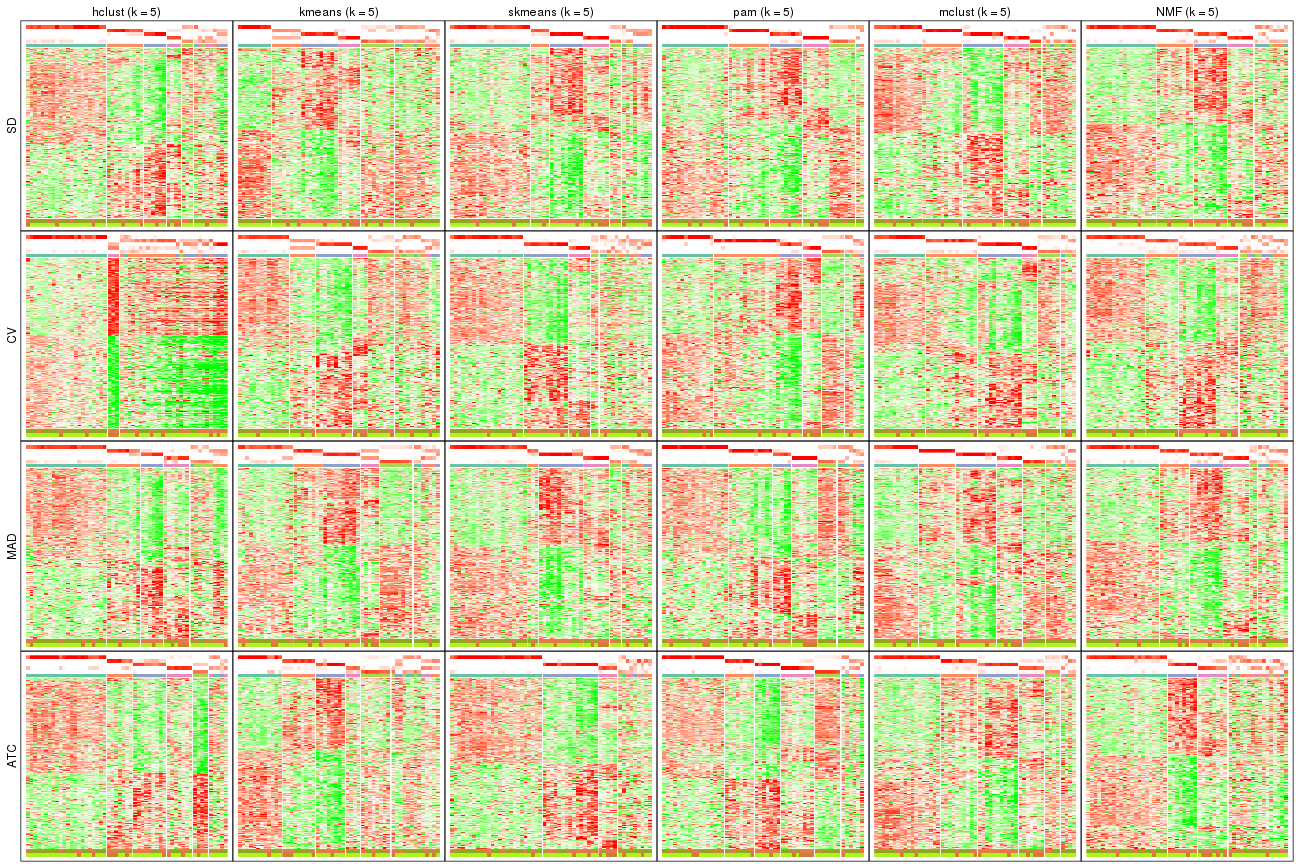 hclust (k = 5) kmeans (k = 5) skmeans (k = 5) pam (k = 5) mclust (k = 5) NMF (k = 5)
SD
CV
MAD
ATC